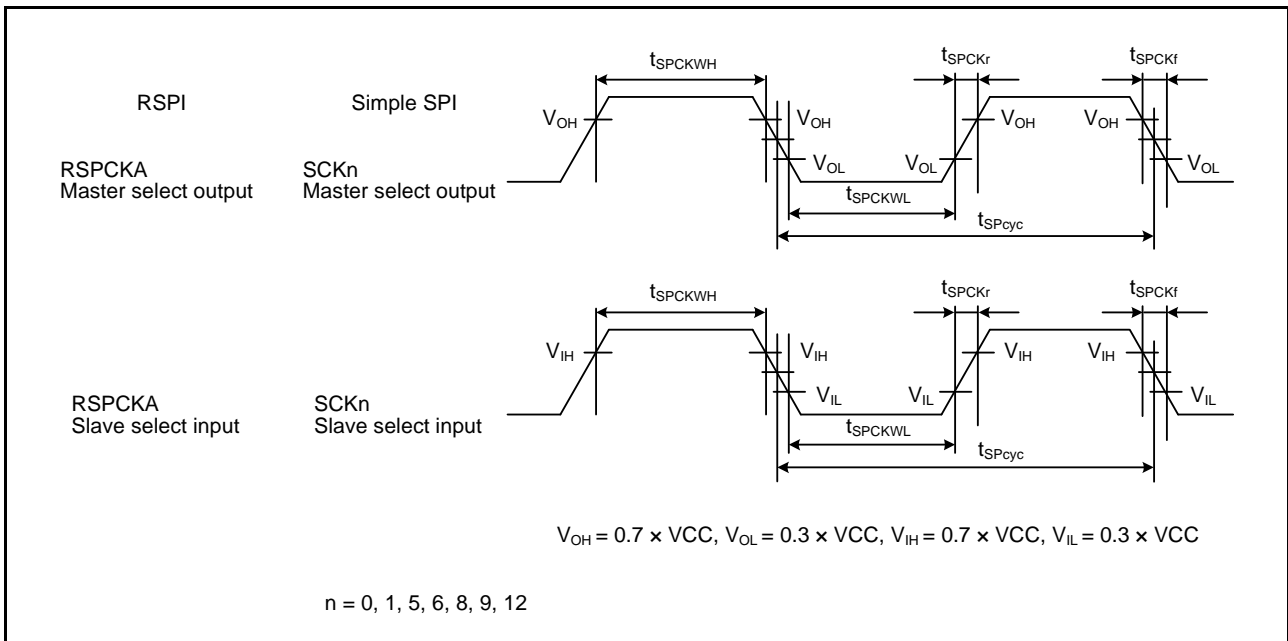 tSPCKWH tSPCKr tSPCKf
RSPI Simple SPI
VOH VOH VOH VOH
RSPCKA SCKn
Master select output Master select output
VOL VOL VOL
tSPCKWL
tSPcyc
tSPCKWH tSPCKr tSPCKf
VIH VIH VIH VIH
RSPCKA SCKn
Slave select input Slave select input
VIL VIL VIL
tSPCKWL
tSPcyc
VOH = 0.7 × VCC, VOL = 0.3 × VCC, VIH = 0.7 × VCC, VIL = 0.3 × VCC
n = 0, 1, 5, 6, 8, 9, 12